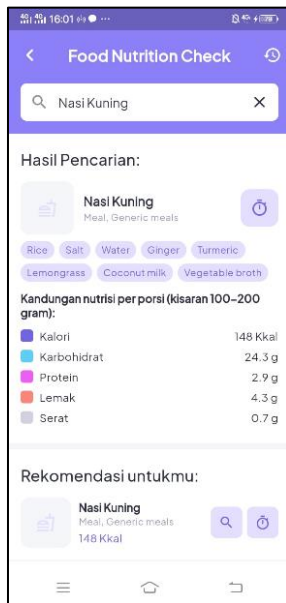 16:01
Food Nutrition Check
Nasi Kuning
Hasil Pencarian:
Nasi Kuning
Meal, Generic meals
Rice Salt Water Ginger Turmeric
Lemongrass Coconut milk Vegetable broth
Kandungan nutrisi per porsi (kisaran 100–200
gram):
Kalori 148 Kkal
Karbohidrat 24.3 g
Protein 2.9 g
Lemak 4.3 g
Serat 0.7 g
Rekomendasi untukmu:
Nasi Kuning
Meal, Generic meals
148 Kkal